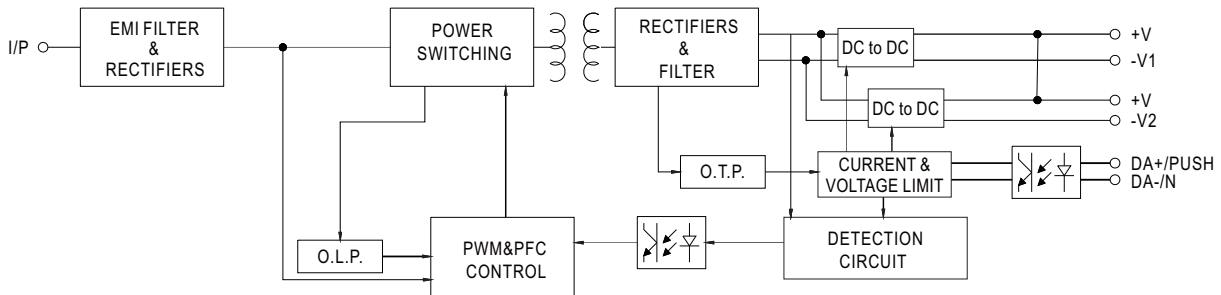 I/P
EMI FILTER
&
RECTIFIERS
POWER
SWITCHING
RECTIFIERS
&
FILTER
DC to DC
+V
-V1
DC to DC
+V
-V2
O.T.P.
CURRENT &
VOLTAGE LIMIT
DA+/PUSH
DA-/N
O.L.P.
PWM&PFC
CONTROL
DETECTION
CIRCUIT